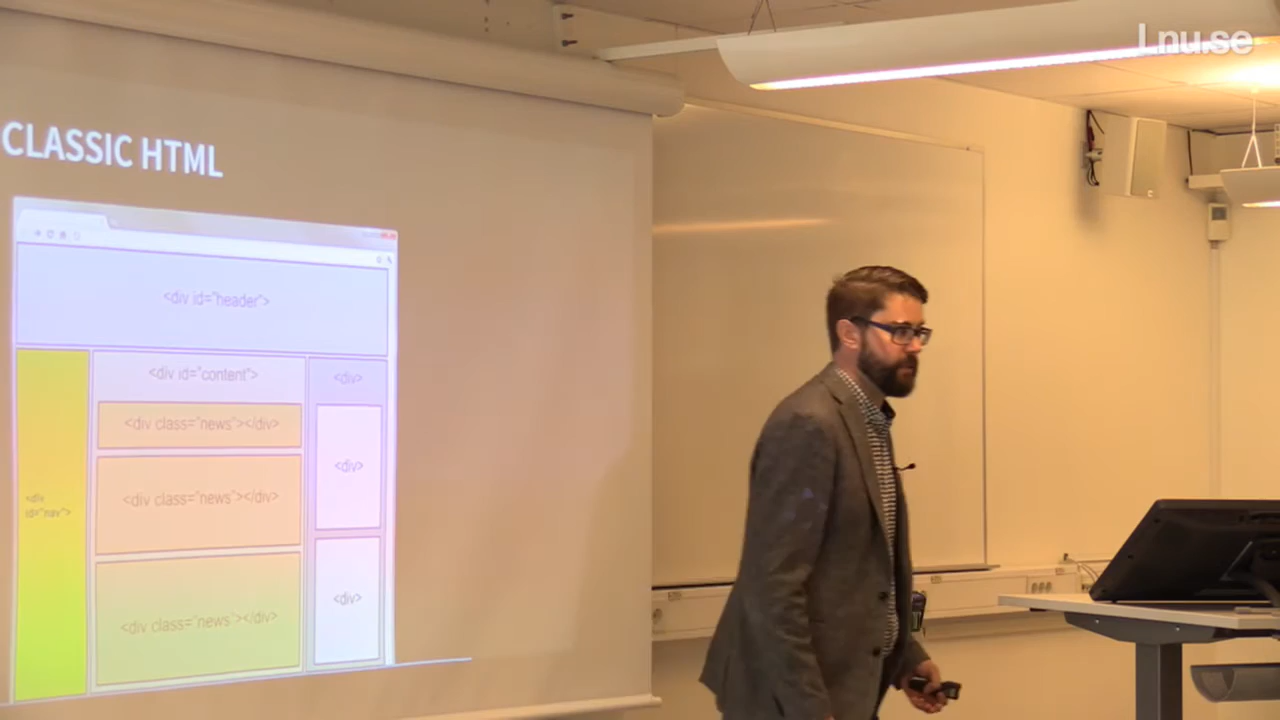 Lnu.se
CLASSIC HTML
<div id="header">
<div id="content">
<div>
<div class="news"></div>
<div class="news"></div>
<div>
<div
id="nav">
<div class="news"></div>
<div>